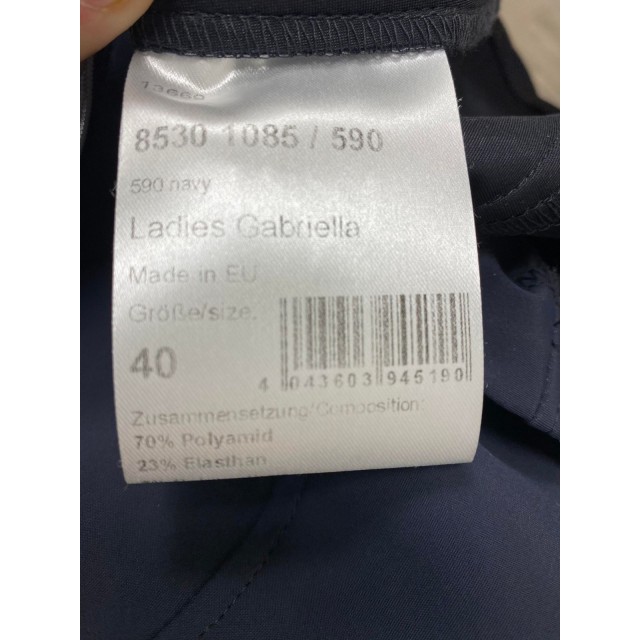 13660
8530 1085 / 590
590 navy
Ladies Gabriella
Made in EU
Größe/size.
40
4 043603 945190
Zusammensetzung/Composition:
70% Polyamid
23% Elasthan